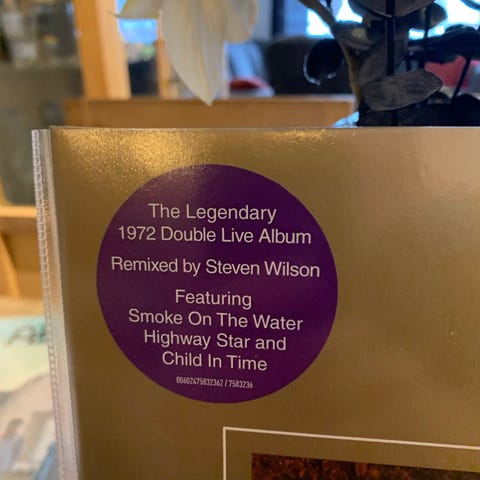 The Legendary
1972 Double Live Album
Remixed by Steven Wilson
Featuring
Smoke On The Water
Highway Star and
Child In Time
00602475832362 / 7583236